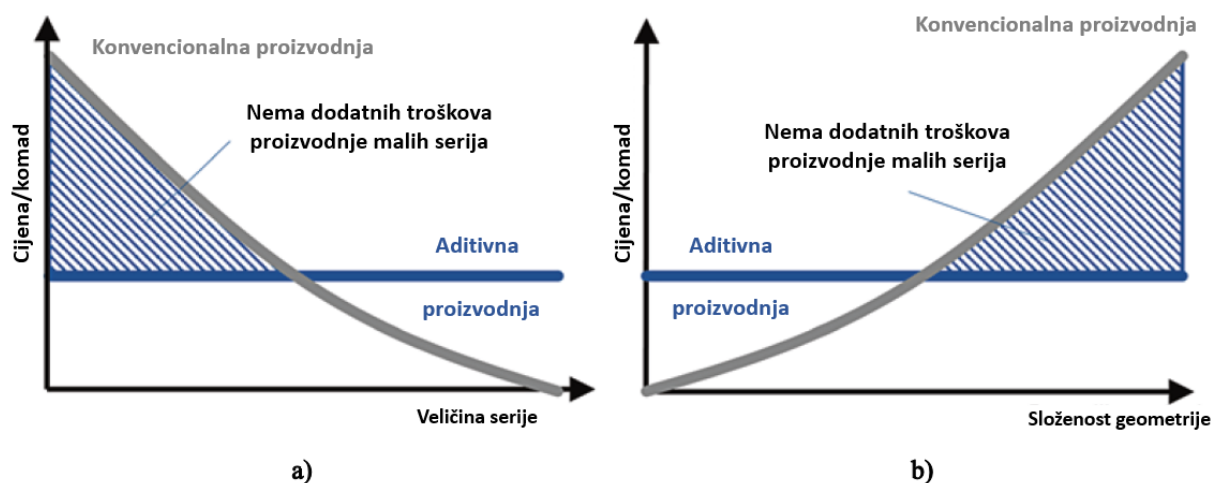 Konvencionalna proizvodnja
Nema dodatnih troškova
proizvodnje malih serija
Cijena/komad
Aditivna
proizvodnja
Veličina serije
a)
Konvencionalna proizvodnja
Nema dodatnih troškova
proizvodnje malih serija
Cijena/komad
Aditivna
proizvodnja
Složenost geometrije
b)